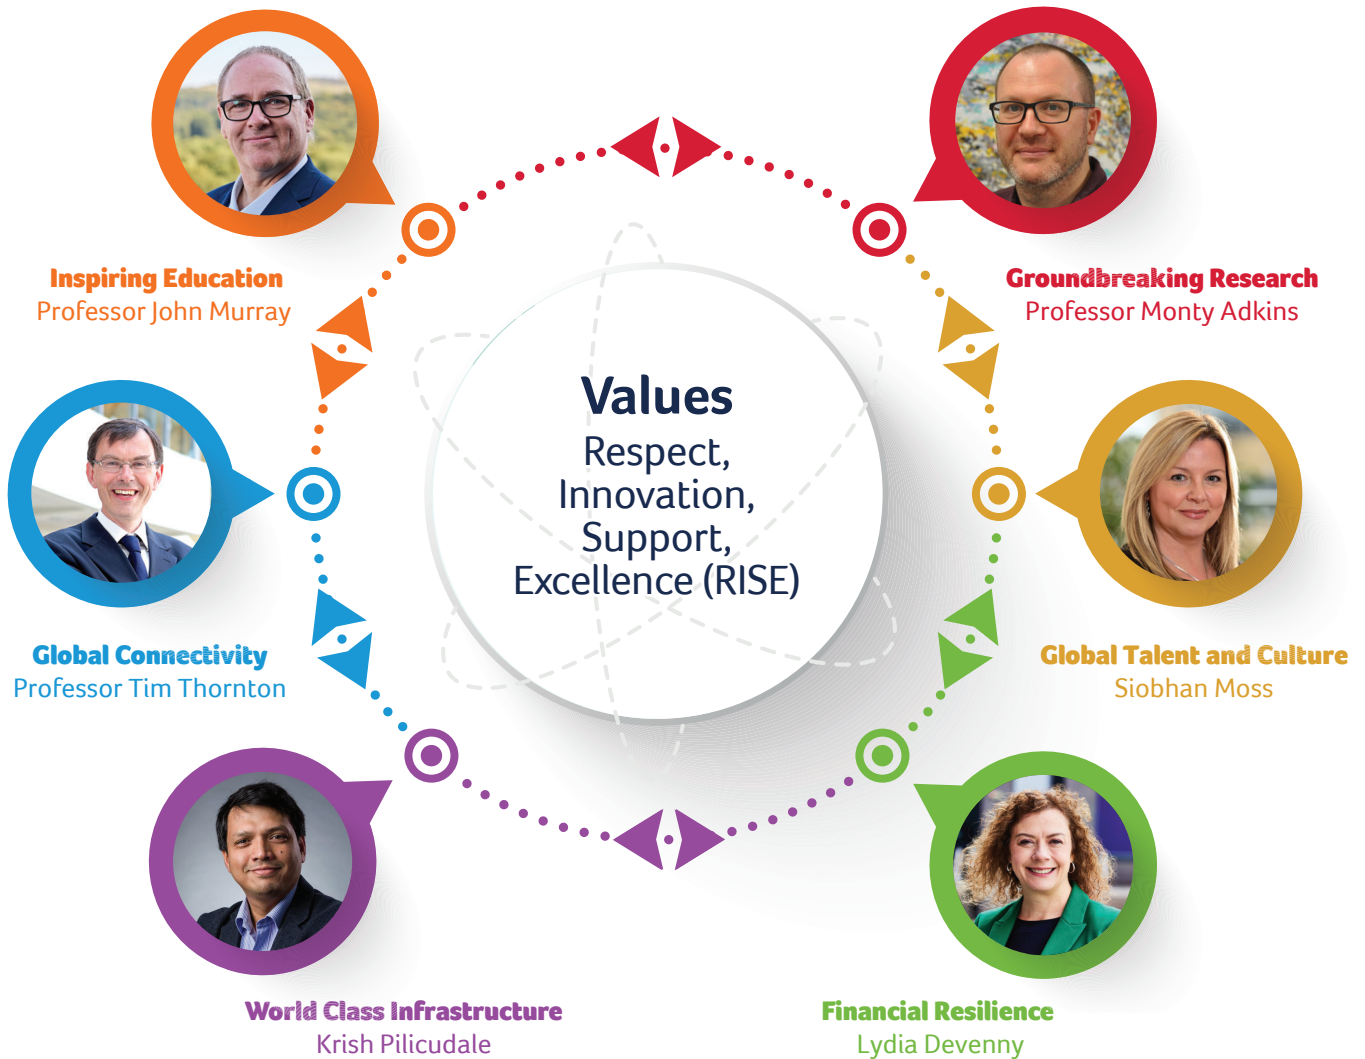 Inspiring Education
Professor John Murray
Groundbreaking Research
Professor Monty Adkins
Values
Respect,
Innovation,
Support,
Excellence (RISE)
Global Connectivity
Professor Tim Thornton
Global Talent and Culture
Siobhan Moss
World Class Infrastructure
Krish Pilicudale
Financial Resilience
Lydia Devenny